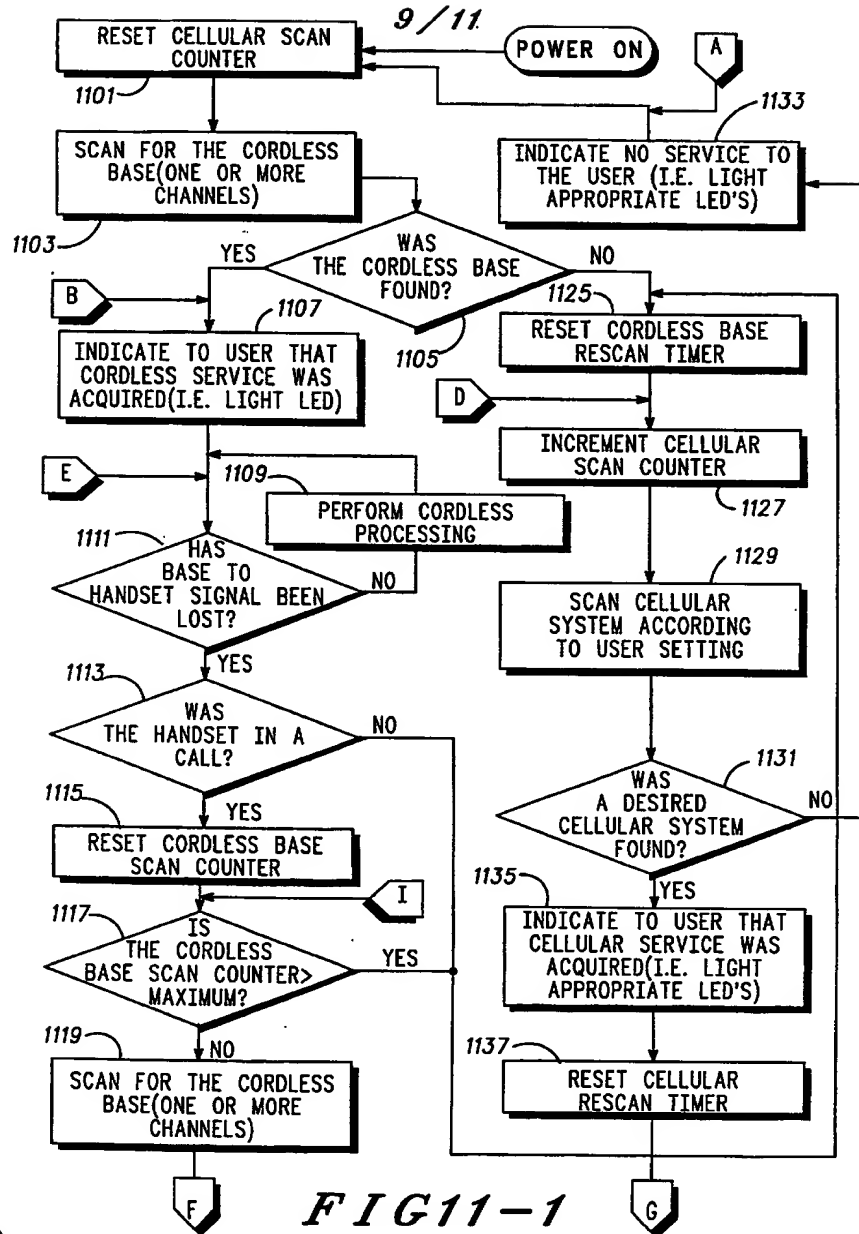 9/11
RESET CELLULAR SCAN
COUNTER
1101
POWER ON
A
1133
SCAN FOR THE CORDLESS
BASE(ONE OR MORE
CHANNELS)
1103
INDICATE NO SERVICE TO
THE USER (I.E. LIGHT
APPROPRIATE LED'S)
WAS
THE CORDLESS BASE
FOUND?
YES
NO
1105
B
1107
INDICATE TO USER THAT
CORDLESS SERVICE WAS
ACQUIRED(I.E. LIGHT LED)
1125
RESET CORDLESS BASE
RESCAN TIMER
D
INCREMENT CELLULAR
SCAN COUNTER
1127
E
1109
PERFORM CORDLESS
PROCESSING
1111
HAS
BASE TO
HANDSET SIGNAL BEEN
LOST?
NO
YES
1129
SCAN CELLULAR
SYSTEM ACCORDING
TO USER SETTING
1113
WAS
THE HANDSET IN A
CALL?
NO
YES
1131
WAS
A DESIRED
CELLULAR SYSTEM
FOUND?
NO
YES
1115
RESET CORDLESS BASE
SCAN COUNTER
I
1117
IS
THE CORDLESS
BASE SCAN COUNTER>
MAXIMUM?
YES
NO
1135
INDICATE TO USER THAT
CELLULAR SERVICE WAS
ACQUIRED(I.E. LIGHT
APPROPRIATE LED'S)
1119
SCAN FOR THE CORDLESS
BASE(ONE OR MORE
CHANNELS)
1137
RESET CELLULAR
RESCAN TIMER
F
G
FIG11-1